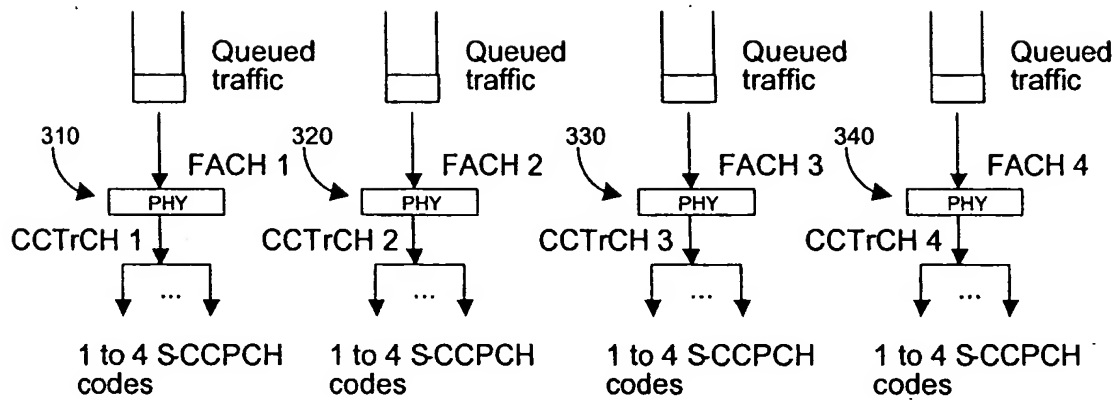 Queued
traffic
Queued
traffic
Queued
traffic
Queued
traffic
310
320
330
340
FACH 1
FACH 2
FACH 3
FACH 4
PHY
PHY
PHY
PHY
CCTrCH 1
CCTrCH 2
CCTrCH 3
CCTrCH 4
...
...
...
...
1 to 4 S-CCPCH
codes
1 to 4 S-CCPCH
codes
1 to 4 S-CCPCH
codes
1 to 4 S-CCPCH
codes